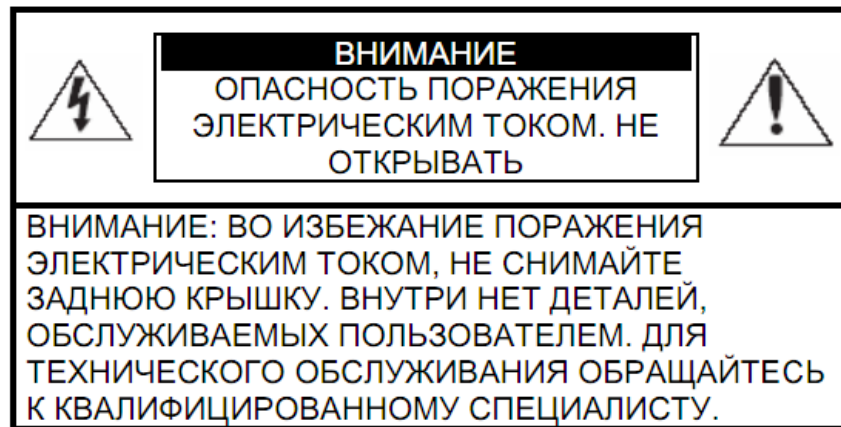 ВНИМАНИЕ
ОПАСНОСТЬ ПОРАЖЕНИЯ
ЭЛЕКТРИЧЕСКИМ ТОКОМ. НЕ
ОТКРЫВАТЬ
ВНИМАНИЕ: ВО ИЗБЕЖАНИЕ ПОРАЖЕНИЯ
ЭЛЕКТРИЧЕСКИМ ТОКОМ, НЕ СНИМАЙТЕ
ЗАДНЮЮ КРЫШКУ. ВНУТРИ НЕТ ДЕТАЛЕЙ,
ОБСЛУЖИВАЕМЫХ ПОЛЬЗОВАТЕЛЕМ. ДЛЯ
ТЕХНИЧЕСКОГО ОБСЛУЖИВАНИЯ ОБРАЩАЙТЕСЬ
К КВАЛИФИЦИРОВАННОМУ СПЕЦИАЛИСТУ.